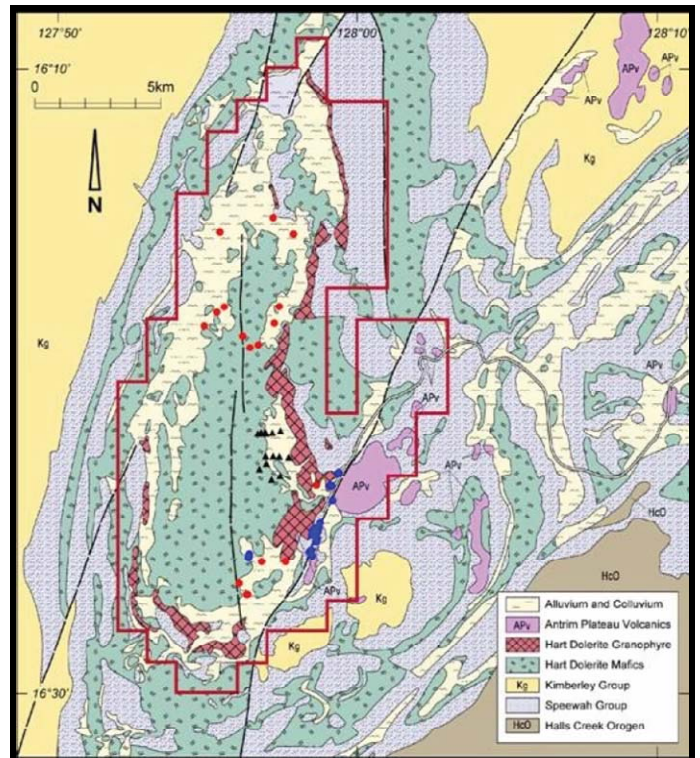 127°50' 128°00' 128°10'
16°10'
0 5km
N
APv APv
APv
APv
Kg
Kg
APv
APv
APv
APv
HcO
HcO
APv
Kg
Kg
16°30'
Alluvium and Colluvium
APv Antrim Plateau Volcanics
Hart Dolerite Granophyre
Hart Dolerite Mafics
Kg Kimberley Group
Speewah Group
HcO Halls Creek Orogen